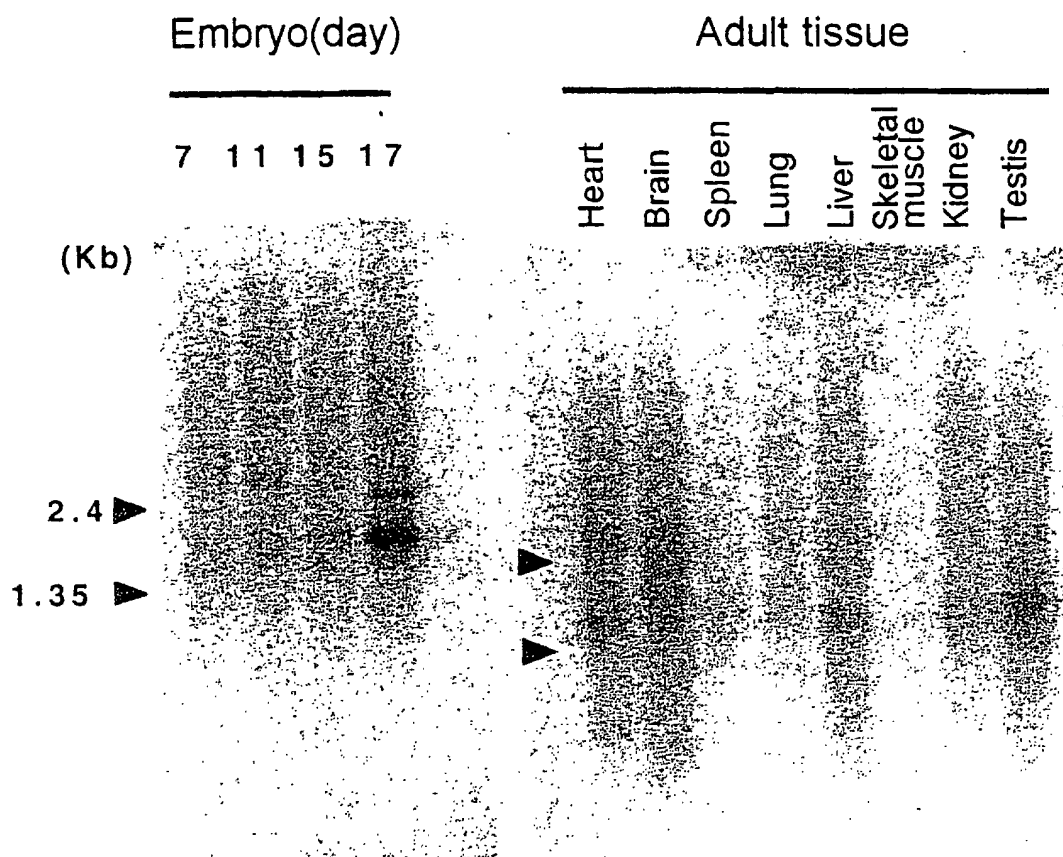 Embryo(day)
7 11 15 17
(Kb)
2.4
1.35
Adult tissue
Heart
Brain
Spleen
Lung
Liver
Skeletal
muscle
Kidney
Testis